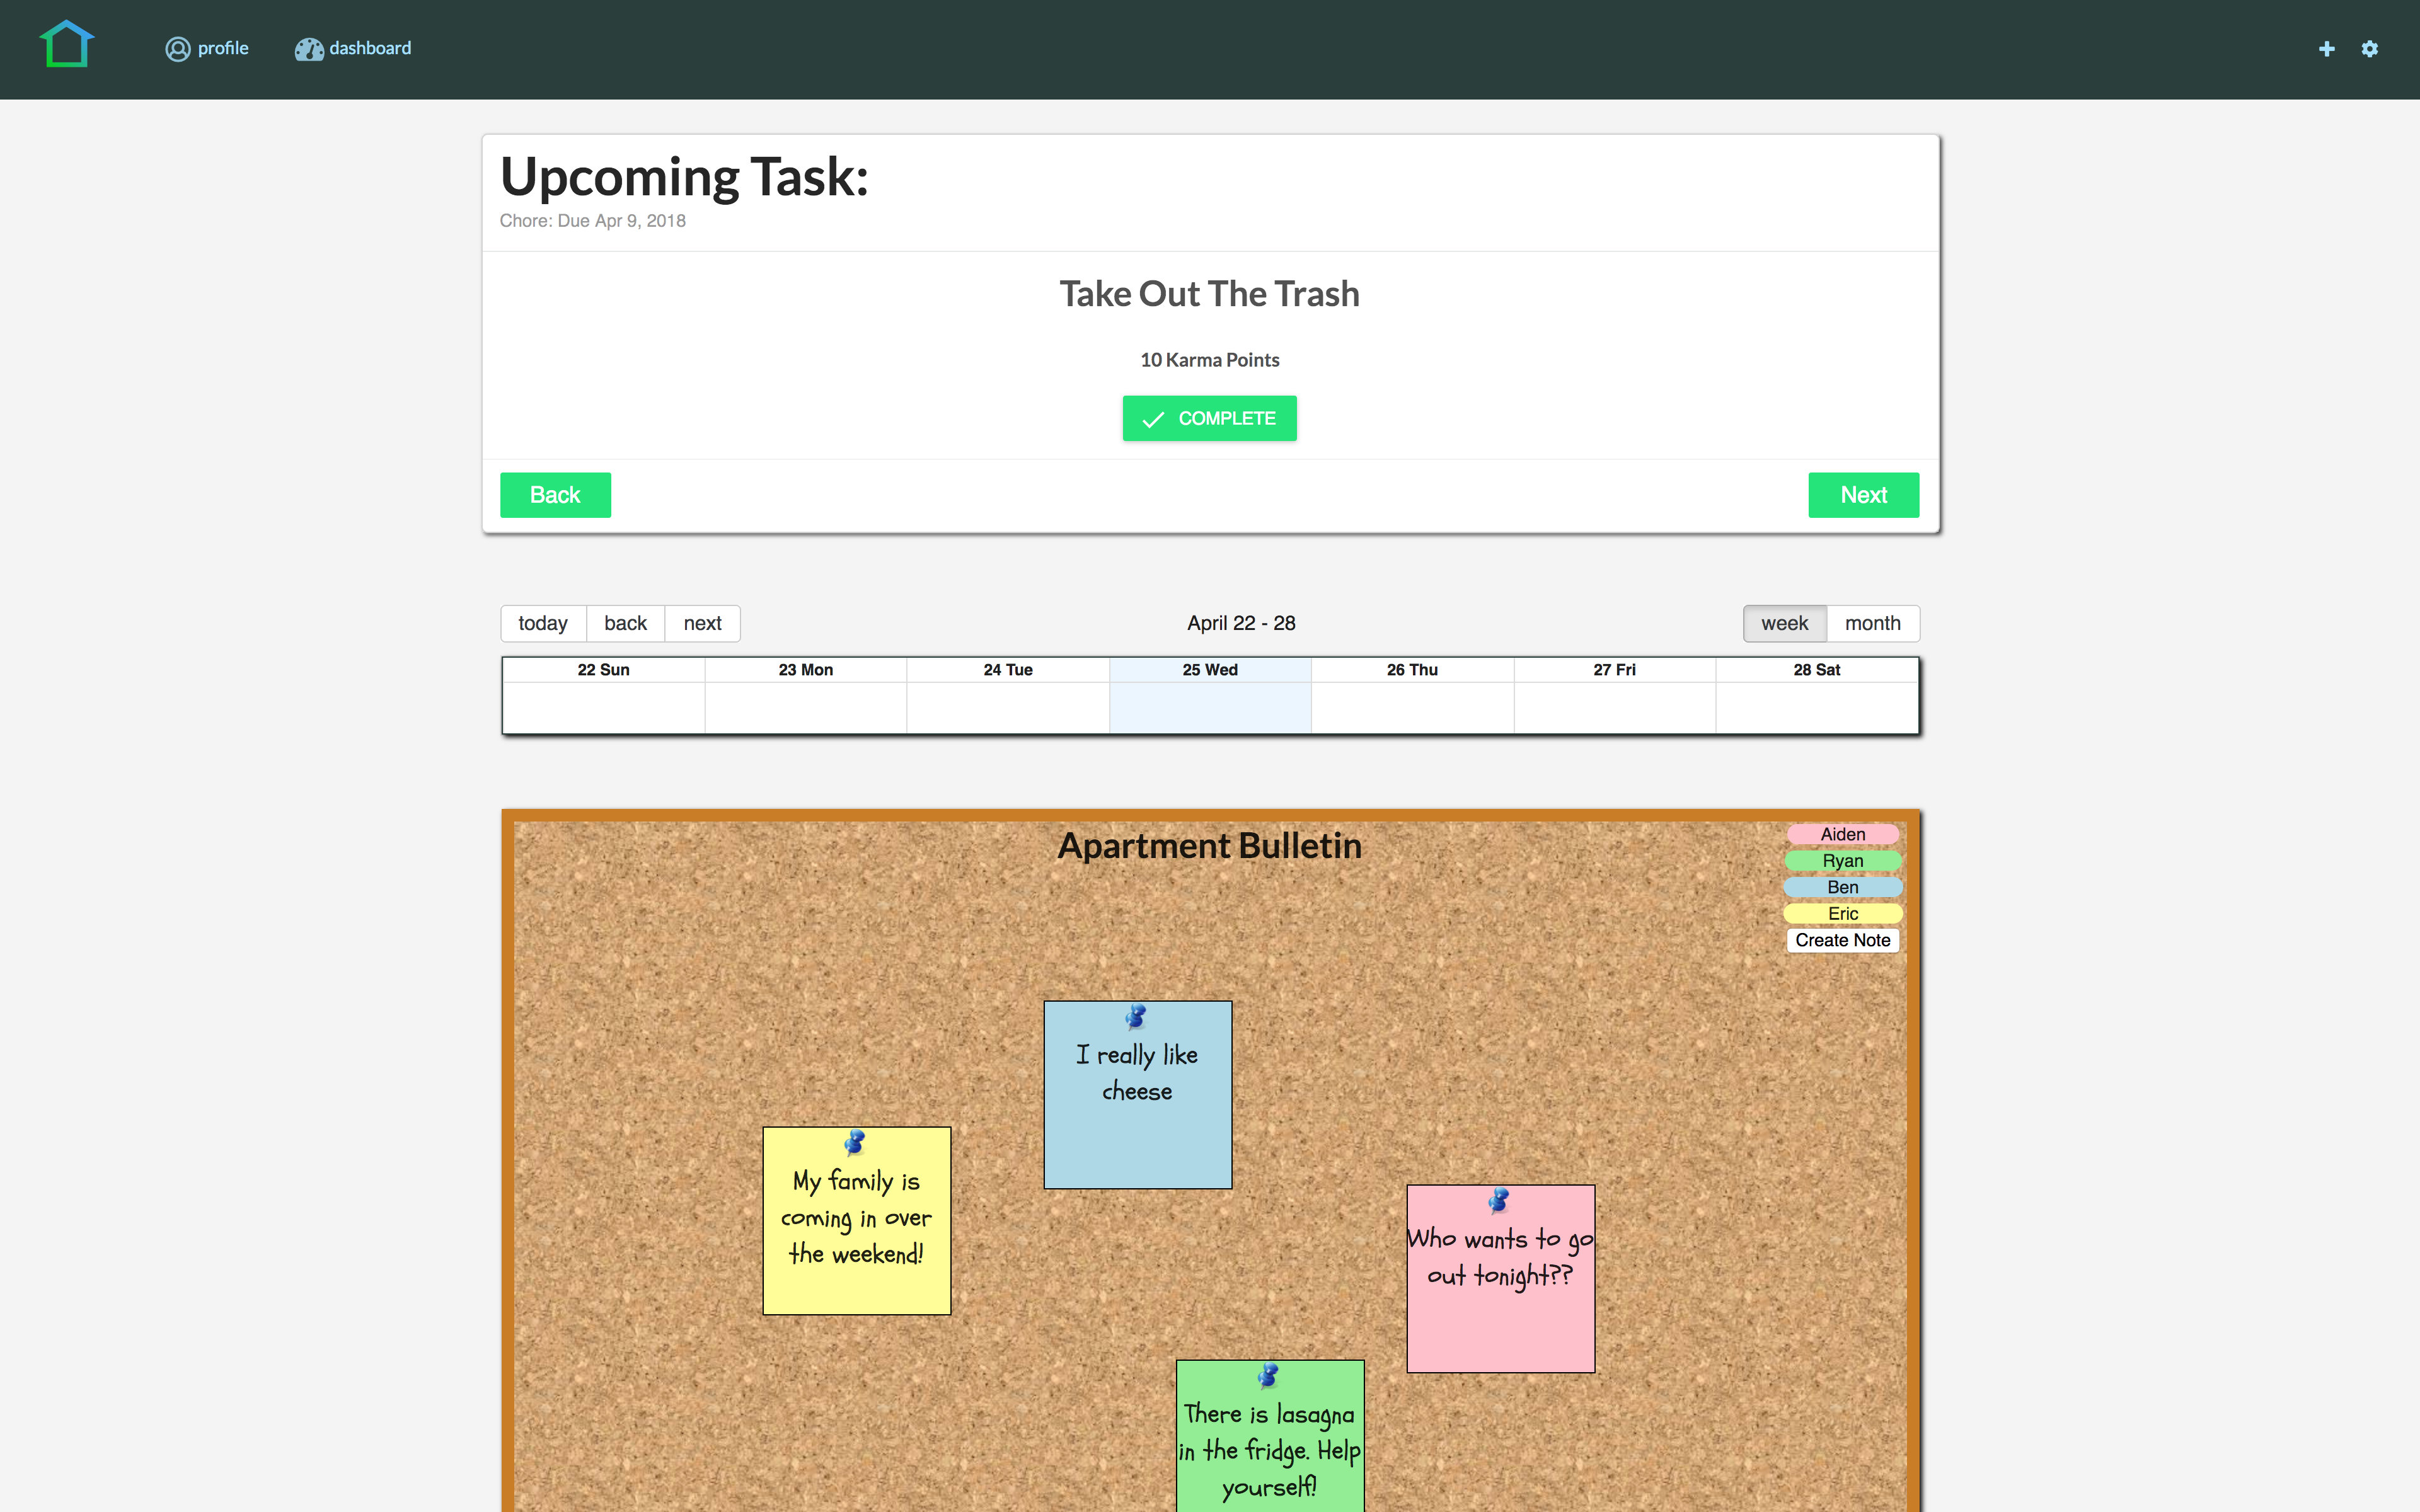 profile
dashboard
Upcoming Task:
Chore: Due Apr 9, 2018
Take Out The Trash
10 Karma Points
COMPLETE
Back
Next
today
back
next
April 22 - 28
week
month
22 Sun
23 Mon
24 Tue
25 Wed
26 Thu
27 Fri
28 Sat
Apartment Bulletin
Aiden
Ryan
Ben
Eric
Create Note
I really like
cheese
My family is
coming in over
the weekend!
Who wants to go
out tonight??
There is lasagna
in the fridge. Help
yourself!